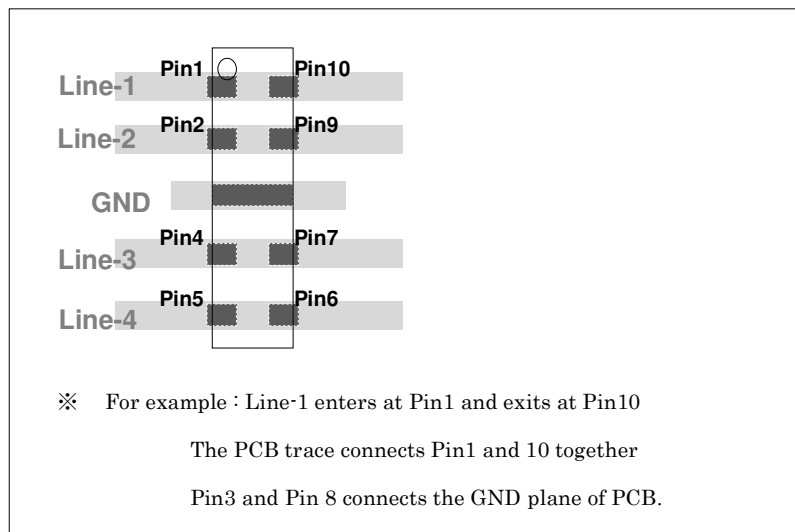 Line-1 Pin1 Pin10
Line-2 Pin2 Pin9
GND
Line-3 Pin4 Pin7
Line-4 Pin5 Pin6
※ For example : Line-1 enters at Pin1 and exits at Pin10
The PCB trace connects Pin1 and 10 together
Pin3 and Pin 8 connects the GND plane of PCB.